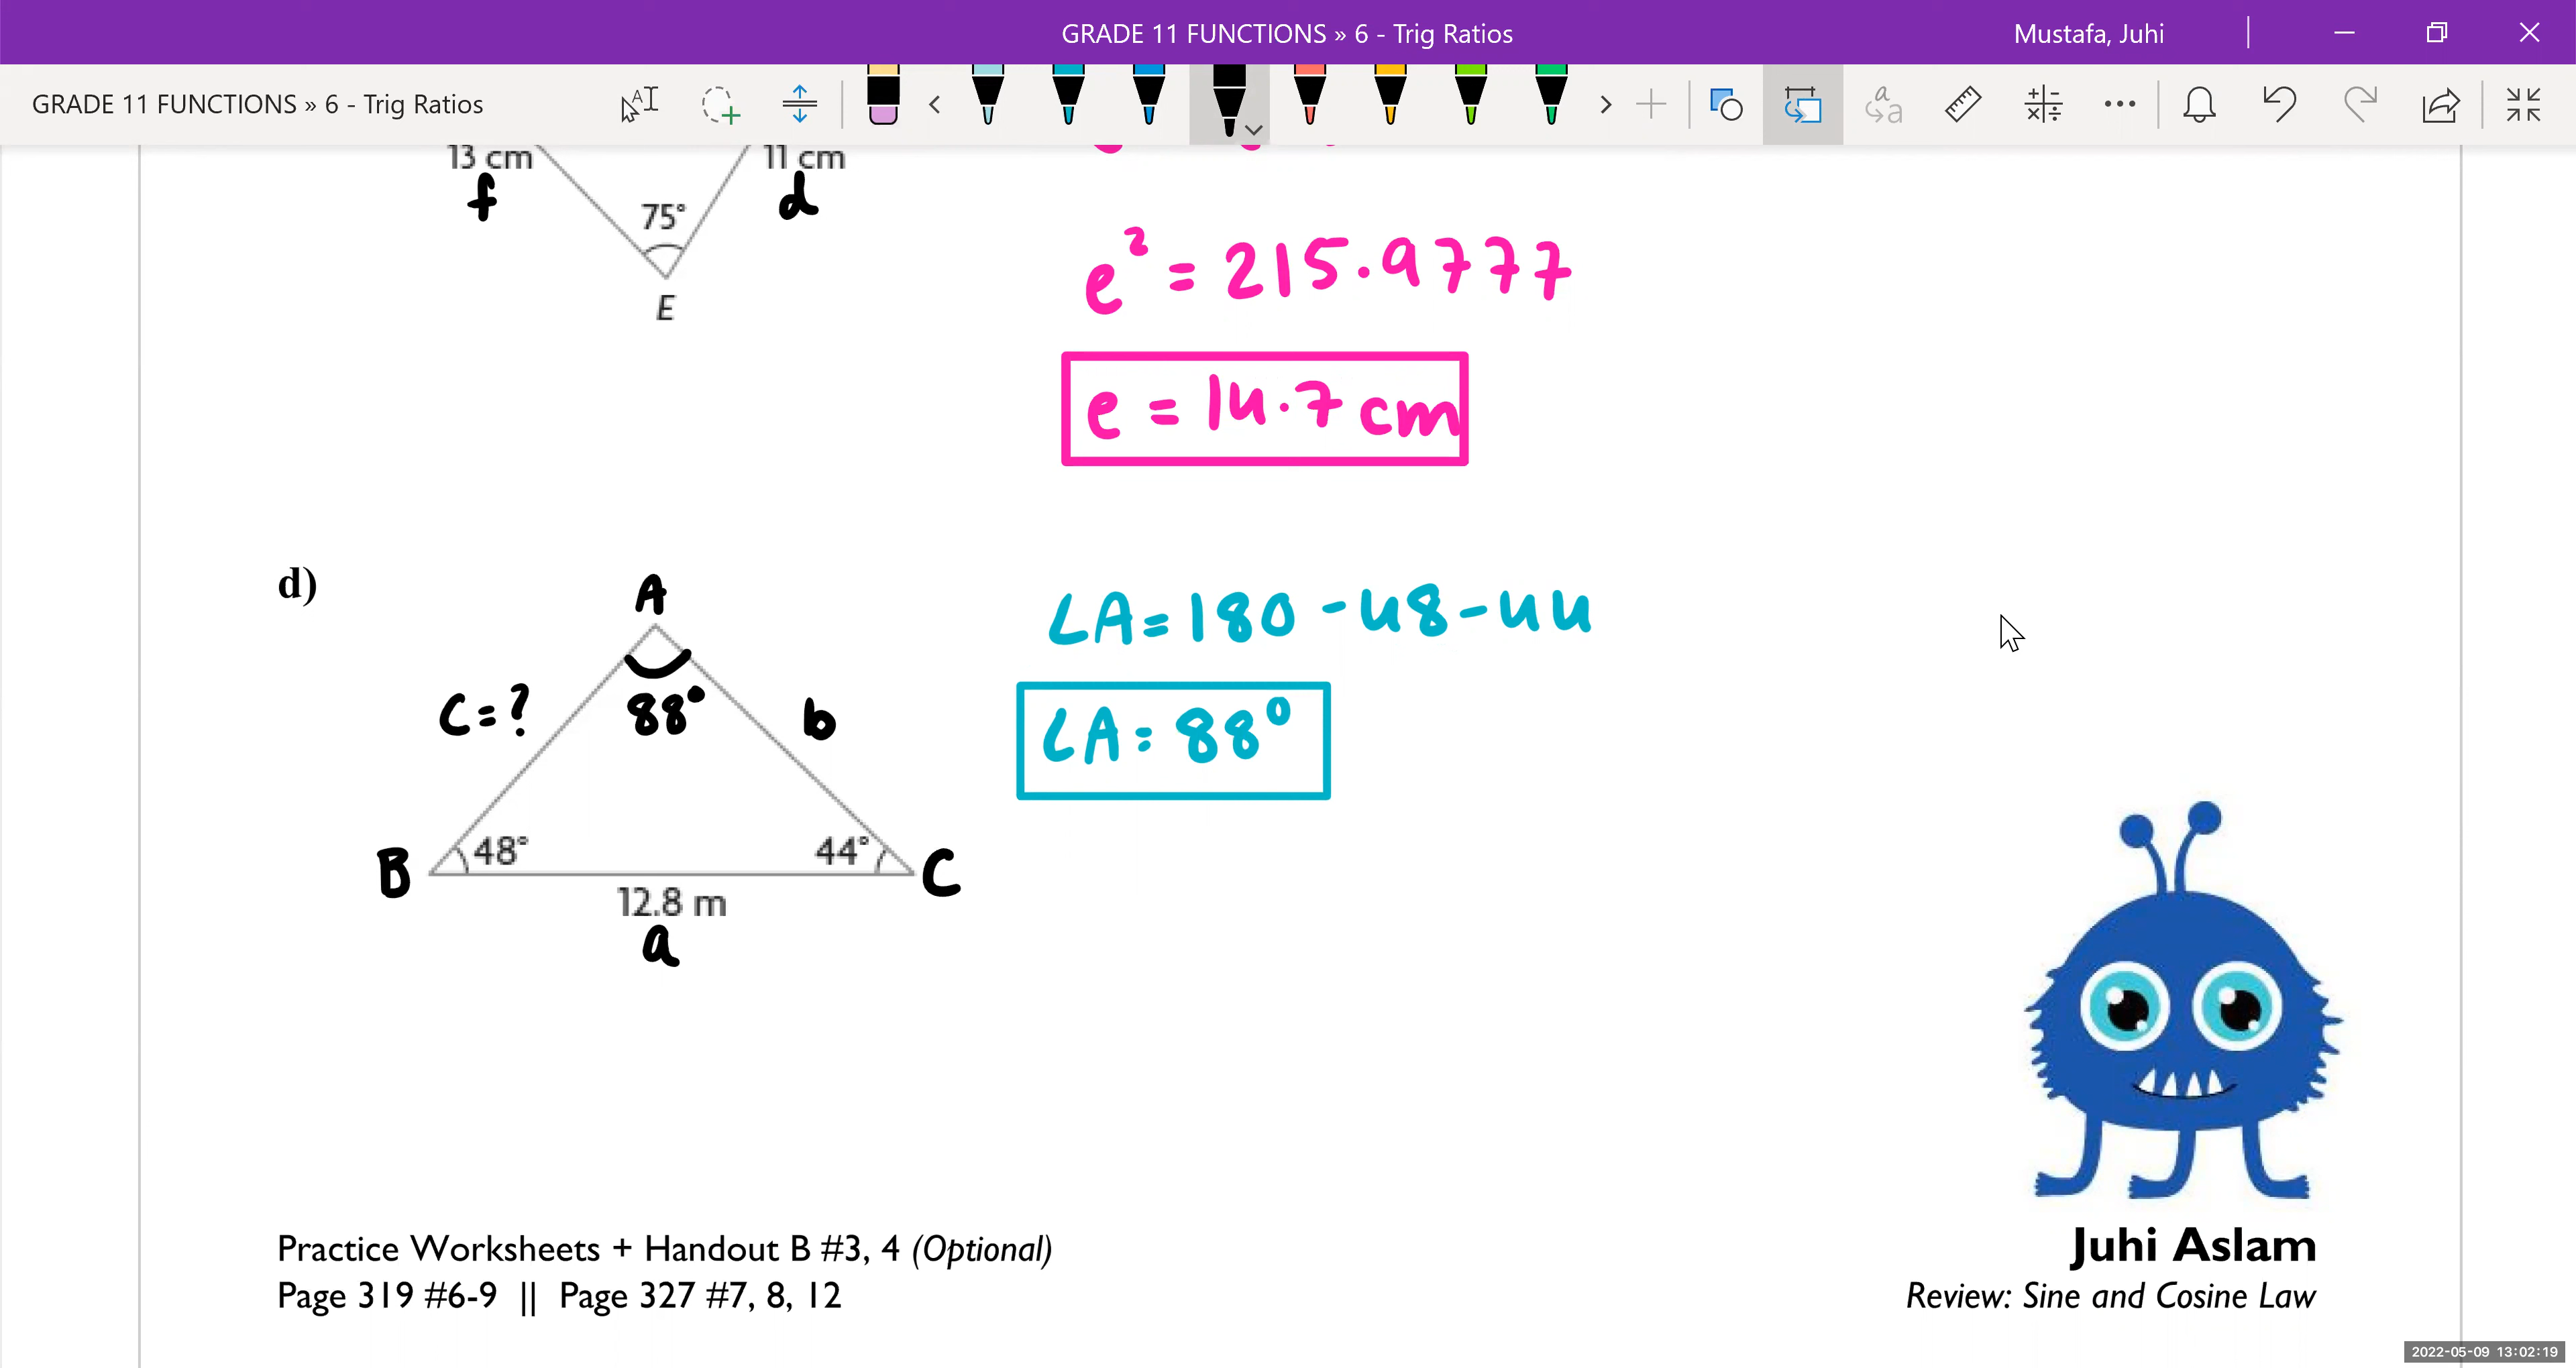 GRADE 11 FUNCTIONS » 6 - Trig Ratios
Mustafa, Juhi
GRADE 11 FUNCTIONS » 6 - Trig Ratios
13 cm
11 cm
f
d
75°
E
e² = 215.9777
e = 14.7 cm
d)
A
∠A = 180 - 48 - 44
C = ?
88°
b
∠A = 88°
B
48°
44°
C
12.8 m
a
Practice Worksheets + Handout B #3, 4 (Optional)
Page 319 #6-9 || Page 327 #7, 8, 12
Juhi Aslam
Review: Sine and Cosine Law
2022-05-09 13:02:19